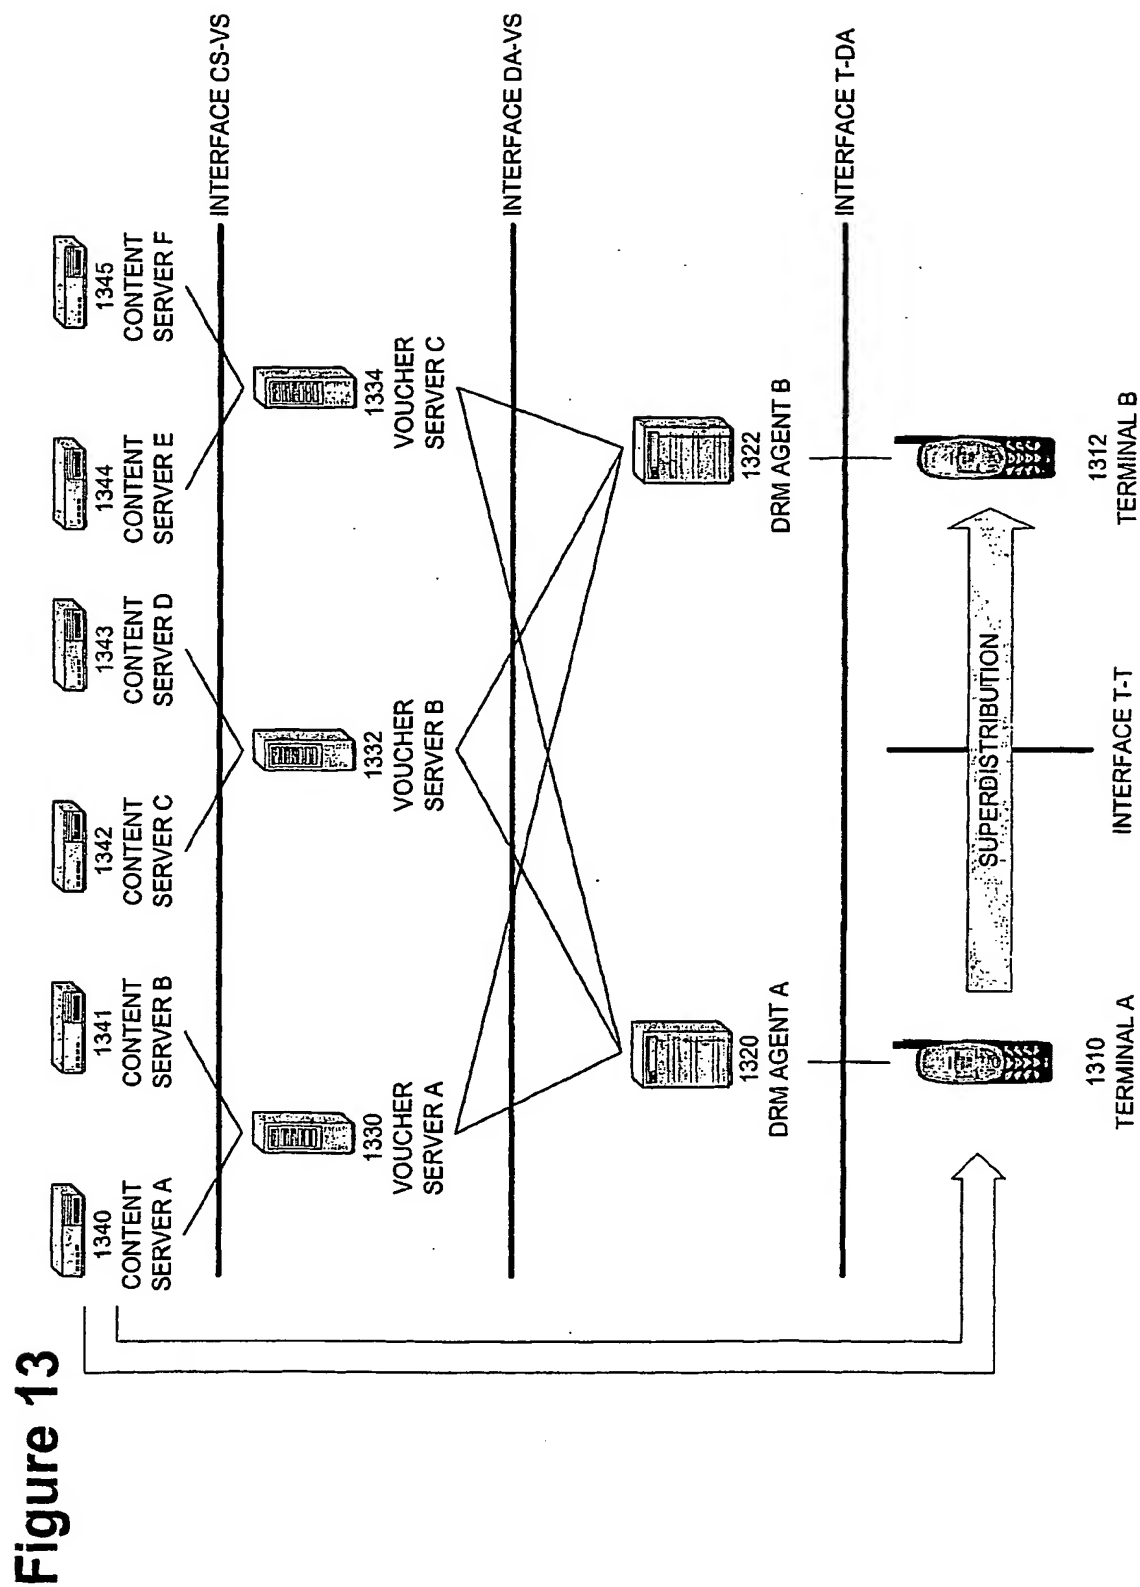 Figure 13
1340
CONTENT
SERVER A
1341
CONTENT
SERVER B
1342
CONTENT
SERVER C
1343
CONTENT
SERVER D
1344
CONTENT
SERVER E
1345
CONTENT
SERVER F
INTERFACE CS-VS
1330
VOUCHER
SERVER A
1332
VOUCHER
SERVER B
1334
VOUCHER
SERVER C
INTERFACE DA-VS
1320
DRM AGENT A
1322
DRM AGENT B
INTERFACE T-DA
SUPERDISTRIBUTION
1310
TERMINAL A
INTERFACE T-T
1312
TERMINAL B